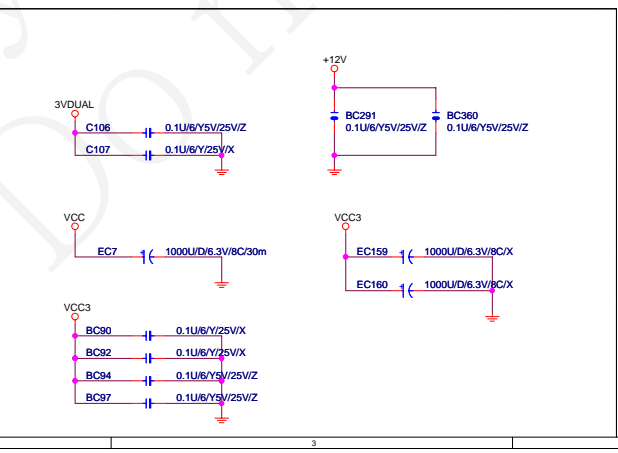 +12V
3VDUAL
C106 0.1U/6/Y5V/25V/Z
C107 0.1U/6/Y/25V/X
BC291
0.1U/6/Y5V/25V/Z
BC360
0.1U/6/Y5V/25V/Z
VCC
EC7 1000U/D/6.3V/8C/30m
VCC3
EC159 1000U/D/6.3V/8C/X
EC160 1000U/D/6.3V/8C/X
VCC3
BC90 0.1U/6/Y/25V/X
BC92 0.1U/6/Y/25V/X
BC94 0.1U/6/Y5V/25V/Z
BC97 0.1U/6/Y5V/25V/Z
3